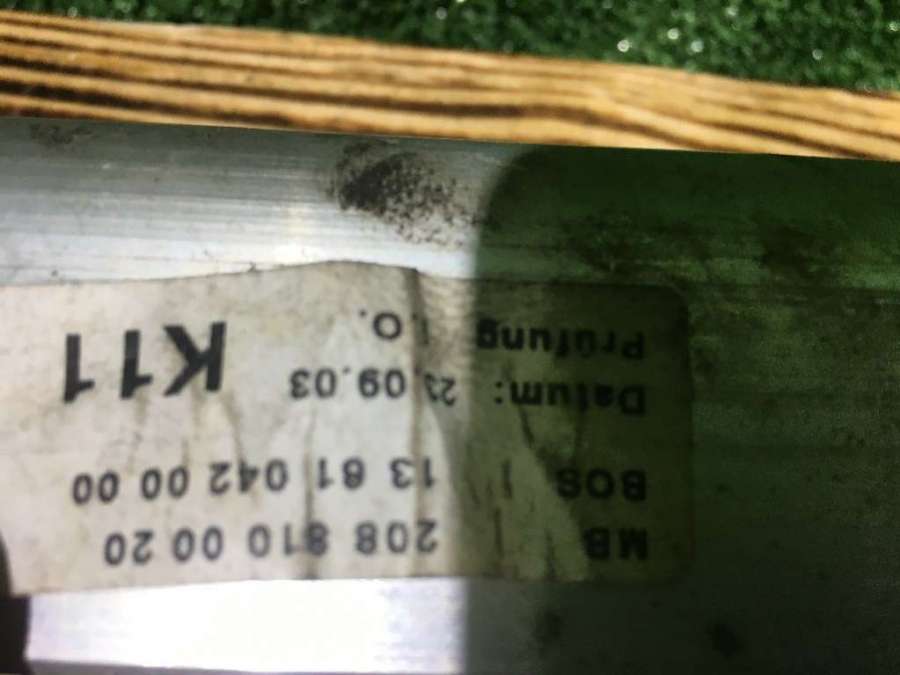 MB 208 810 00 20
BOS 13 81 042 00 00
Datum: 23.09.03
Prüfung I.O.
K11